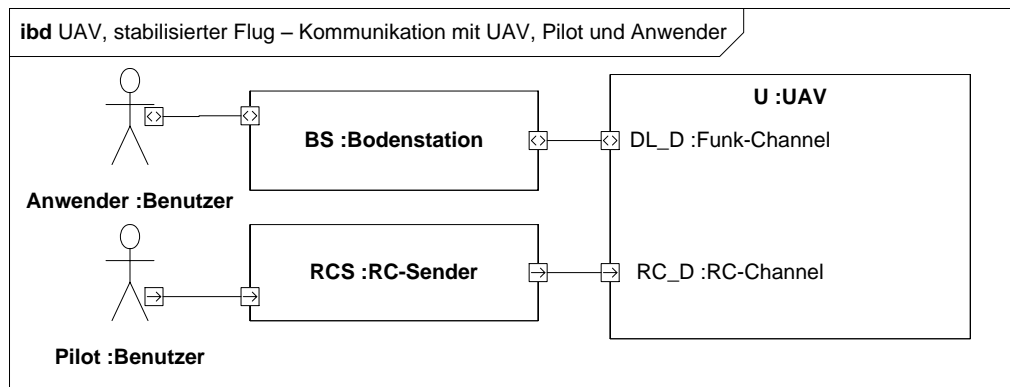 ibd UAV, stabilisierter Flug – Kommunikation mit UAV, Pilot und Anwender
U :UAV
BS :Bodenstation
DL_D :Funk-Channel
Anwender :Benutzer
RCS :RC-Sender
RC_D :RC-Channel
Pilot :Benutzer